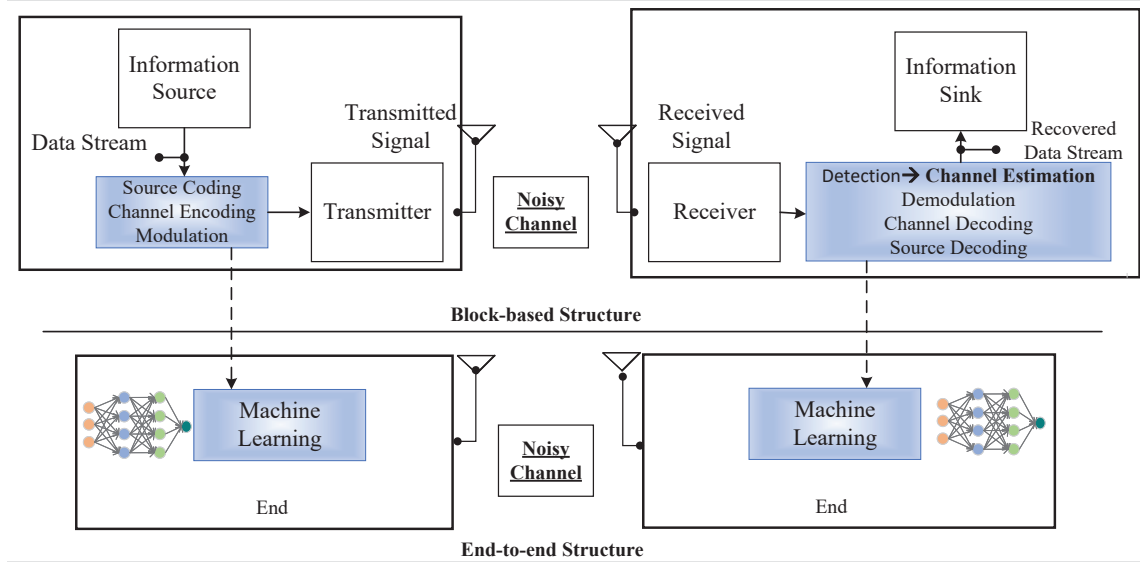 Information
Source
Data Stream
Source Coding
Channel Encoding
Modulation
Transmitter
Transmitted
Signal
Noisy
Channel
Received
Signal
Receiver
Information
Sink
Recovered
Data Stream
Detection→ Channel Estimation
Demodulation
Channel Decoding
Source Decoding
Block-based Structure
Machine
Learning
End
Noisy
Channel
Machine
Learning
End
End-to-end Structure